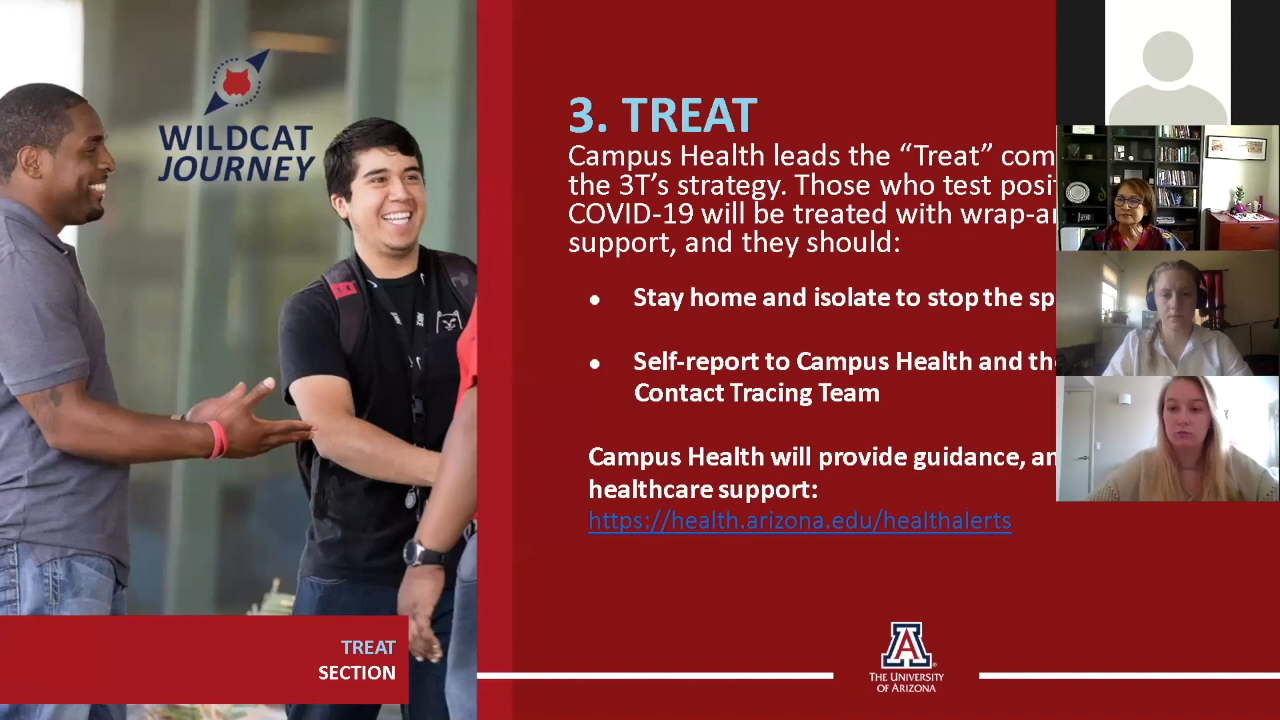 WILDCAT
JOURNEY
3. TREAT
Campus Health leads the “Treat” com
the 3T’s strategy. Those who test posit
COVID-19 will be treated with wrap-ar
support, and they should:
• Stay home and isolate to stop the sp
• Self-report to Campus Health and the
Contact Tracing Team
Campus Health will provide guidance, an
healthcare support:
https://health.arizona.edu/healthalerts
TREAT
SECTION
A
THE UNIVERSITY
OF ARIZONA